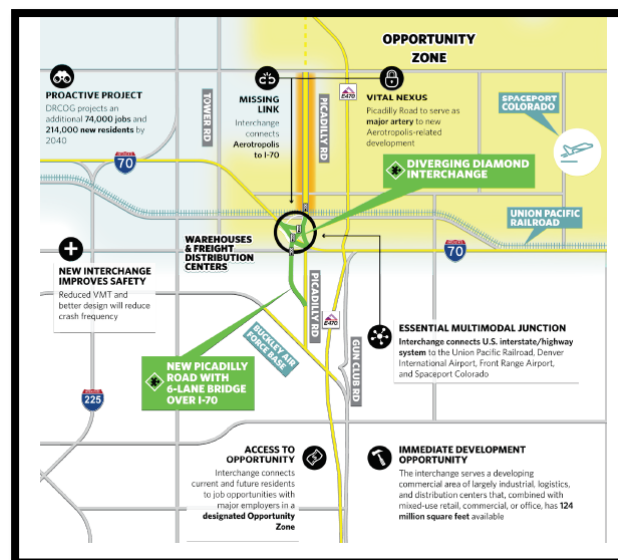 OPPORTUNITY
ZONE
PROACTIVE PROJECT
DRCOG projects an
additional 74,000 jobs and
214,000 new residents by
2040
TOWER RD
MISSING
LINK
Interchange
connects
Aerotropolis
to I-70
PICADILLY RD
E470
VITAL NEXUS
Picadilly Road to serve as
major artery to new
Aerotropolis-related
development
SPACEPORT
COLORADO
70
DIVERGING DIAMOND
INTERCHANGE
UNION PACIFIC
RAILROAD
70
WAREHOUSES
& FREIGHT
DISTRIBUTION
CENTERS
NEW INTERCHANGE
IMPROVES SAFETY
Reduced VMT and
better design will reduce
crash frequency
PICADILLY RD
E470
BUCKLEY AIR
FORCE BASE
GUN CLUB RD
ESSENTIAL MULTIMODAL JUNCTION
Interchange connects U.S. interstate/highway
system to the Union Pacific Railroad, Denver
International Airport, Front Range Airport,
and Spaceport Colorado
NEW PICADILLY
ROAD WITH
6-LANE BRIDGE
OVER I-70
225
ACCESS TO
OPPORTUNITY
Interchange connects
current and future residents
to job opportunities with
major employers in a
designated Opportunity
Zone
IMMEDIATE DEVELOPMENT
OPPORTUNITY
The interchange serves a developing
commercial area of largely industrial, logistics,
and distribution centers that, combined with
mixed-use retail, commercial, or office, has 124
million square feet available